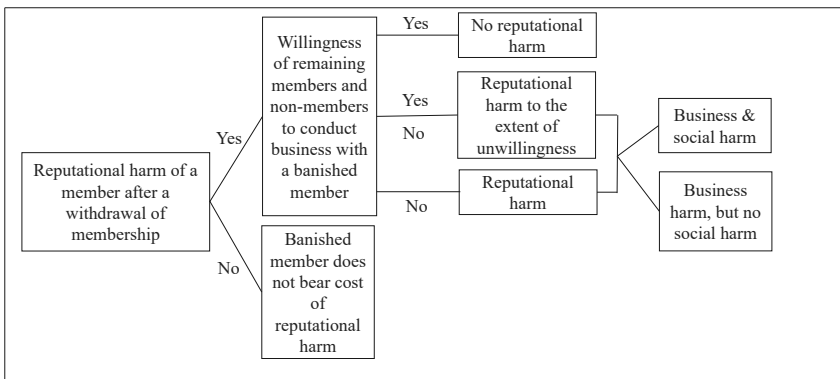 Reputational harm of a
member after a
withdrawal of
membership
Yes
No
Willingness
of remaining
members and
non-members
to conduct
business with
a banished
member
Banished
member does
not bear cost
of
reputational
harm
Yes
Yes
No
No
No reputational
harm
Reputational
harm to the
extent of
unwillingness
Reputational
harm
Business &
social harm
Business
harm, but no
social harm